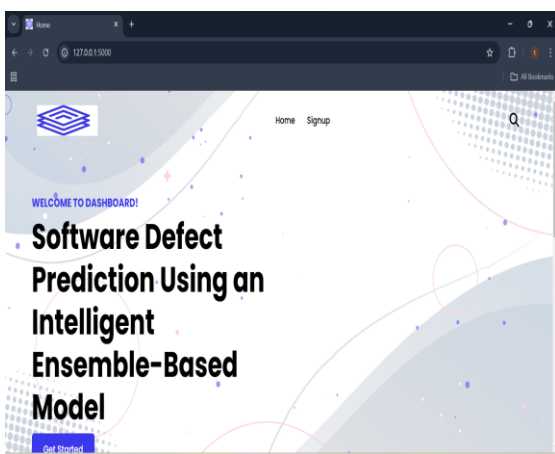 Home
127.0.0.1:5000
All Bookmarks
Home Signup
WELCOME TO DASHBOARD!
Software Defect
Prediction Using an
Intelligent
Ensemble-Based
Model
Get Started